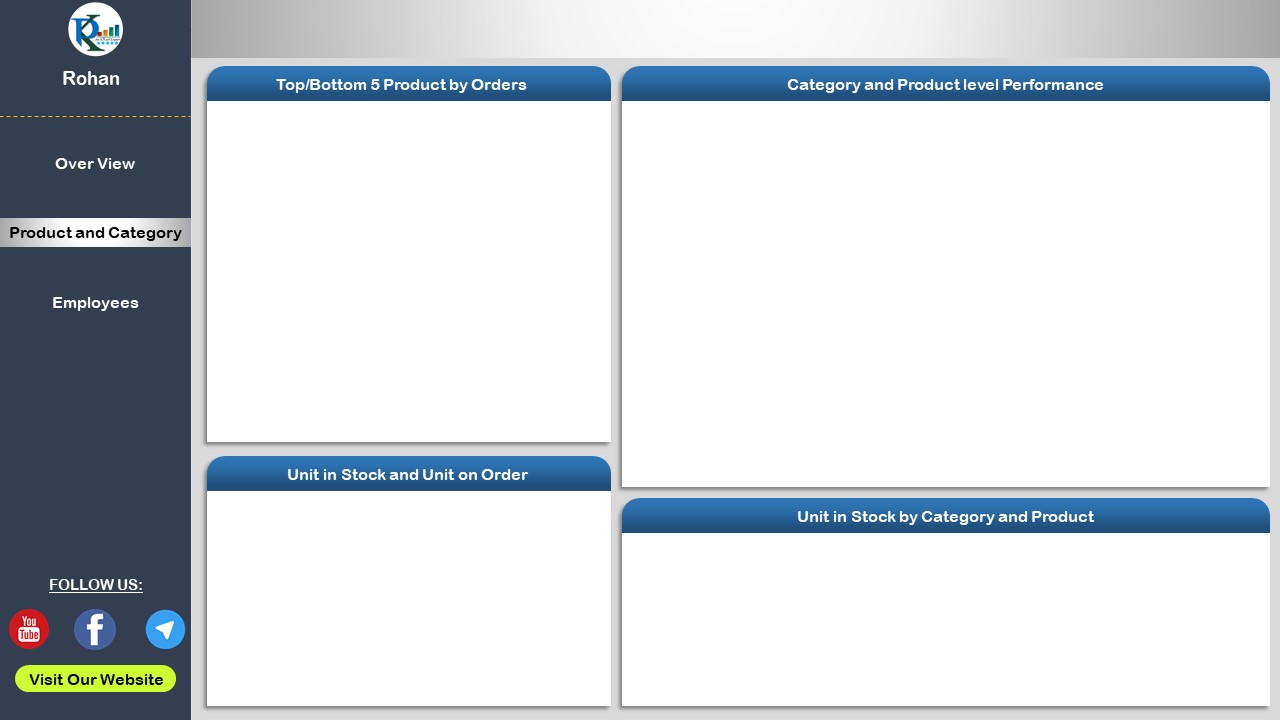 Rohan
Over View
Product and Category
Employees
FOLLOW US:
You
Tube
Visit Our Website
Top/Bottom 5 Product by Orders
Category and Product level Performance
Unit in Stock and Unit on Order
Unit in Stock by Category and Product